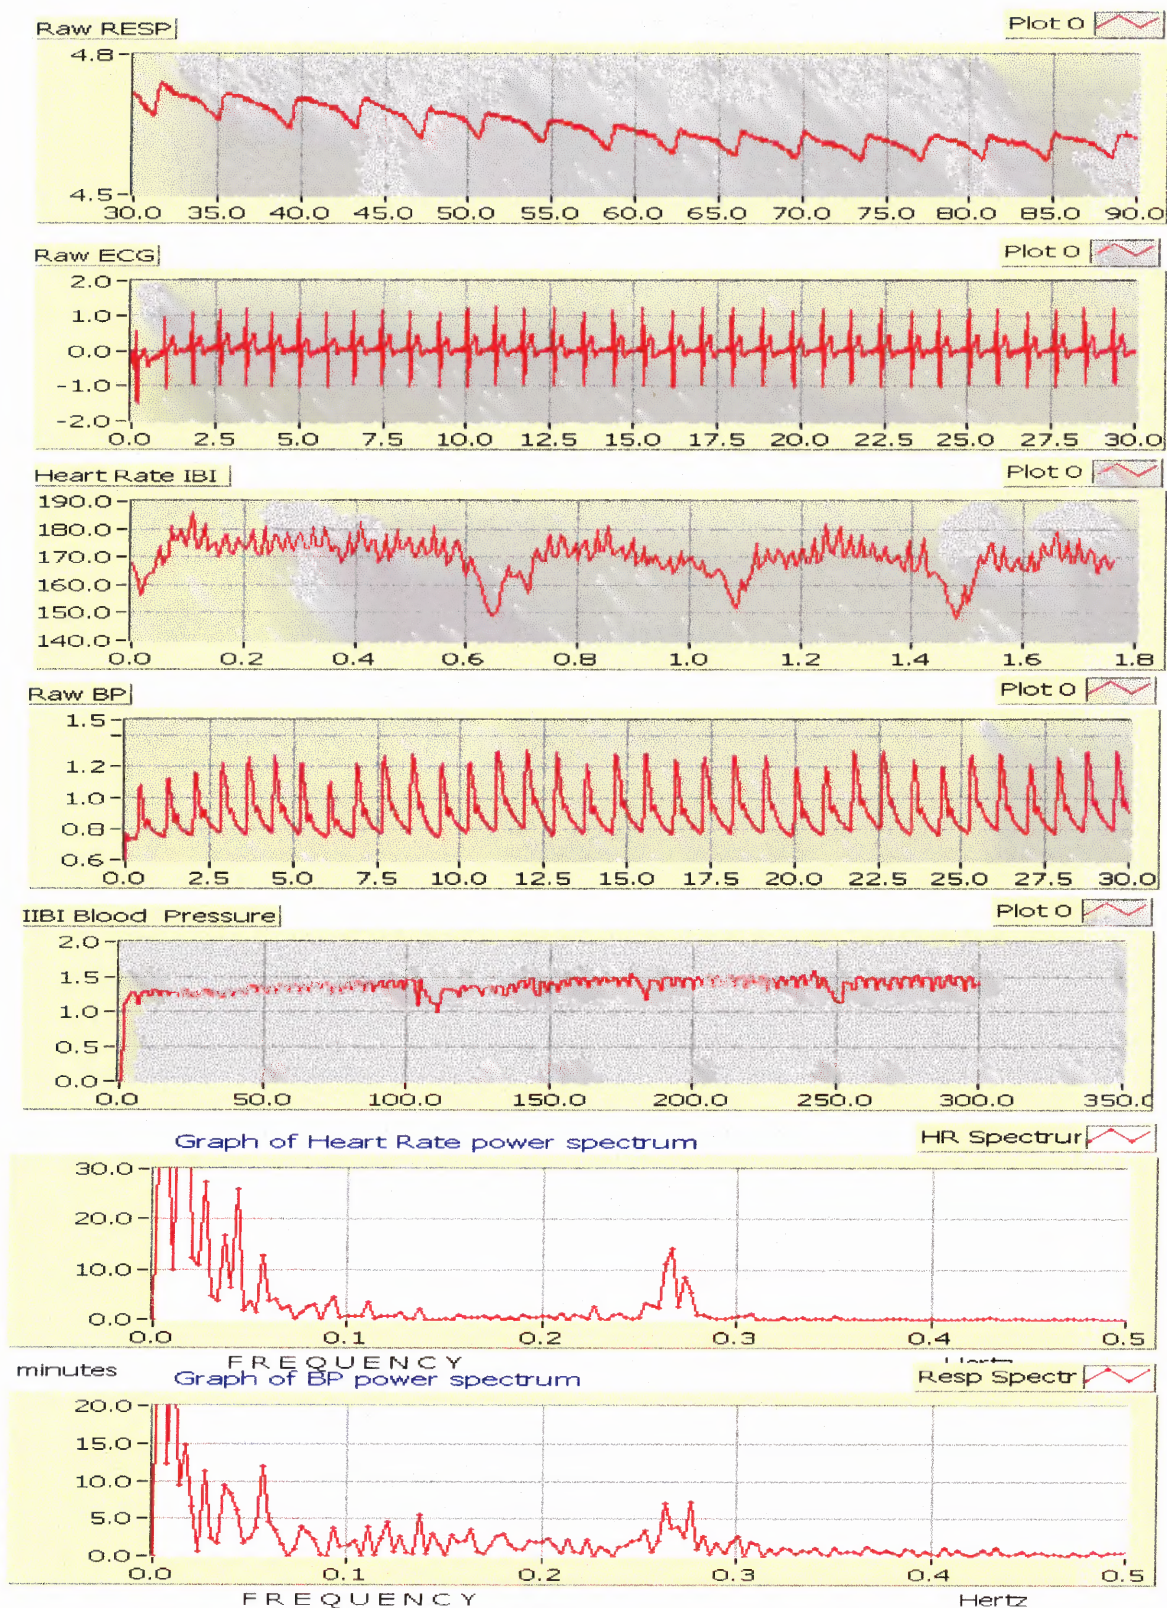 Raw RESP Plot 0
4.8
4.5
30.0 35.0 40.0 45.0 50.0 55.0 60.0 65.0 70.0 75.0 80.0 85.0 90.0
Raw ECG Plot 0
2.0
1.0
0.0
-1.0
-2.0
0.0 2.5 5.0 7.5 10.0 12.5 15.0 17.5 20.0 22.5 25.0 27.5 30.0
Heart Rate IBI Plot 0
190.0
180.0
170.0
160.0
150.0
140.0
0.0 0.2 0.4 0.6 0.8 1.0 1.2 1.4 1.6 1.8
Raw BP Plot 0
1.5
1.2
1.0
0.8
0.6
0.0 2.5 5.0 7.5 10.0 12.5 15.0 17.5 20.0 22.5 25.0 27.5 30.0
IIBI Blood Pressure Plot 0
2.0
1.5
1.0
0.5
0.0
0.0 50.0 100.0 150.0 200.0 250.0 300.0 350.0
Graph of Heart Rate power spectrum HR Spectrur
30.0
20.0
10.0
0.0
0.0 0.1 0.2 0.3 0.4 0.5
minutes FREQUENCY Hertz
Graph of BP power spectrum Resp Spectr
20.0
15.0
10.0
5.0
0.0
0.0 0.1 0.2 0.3 0.4 0.5
FREQUENCY Hertz